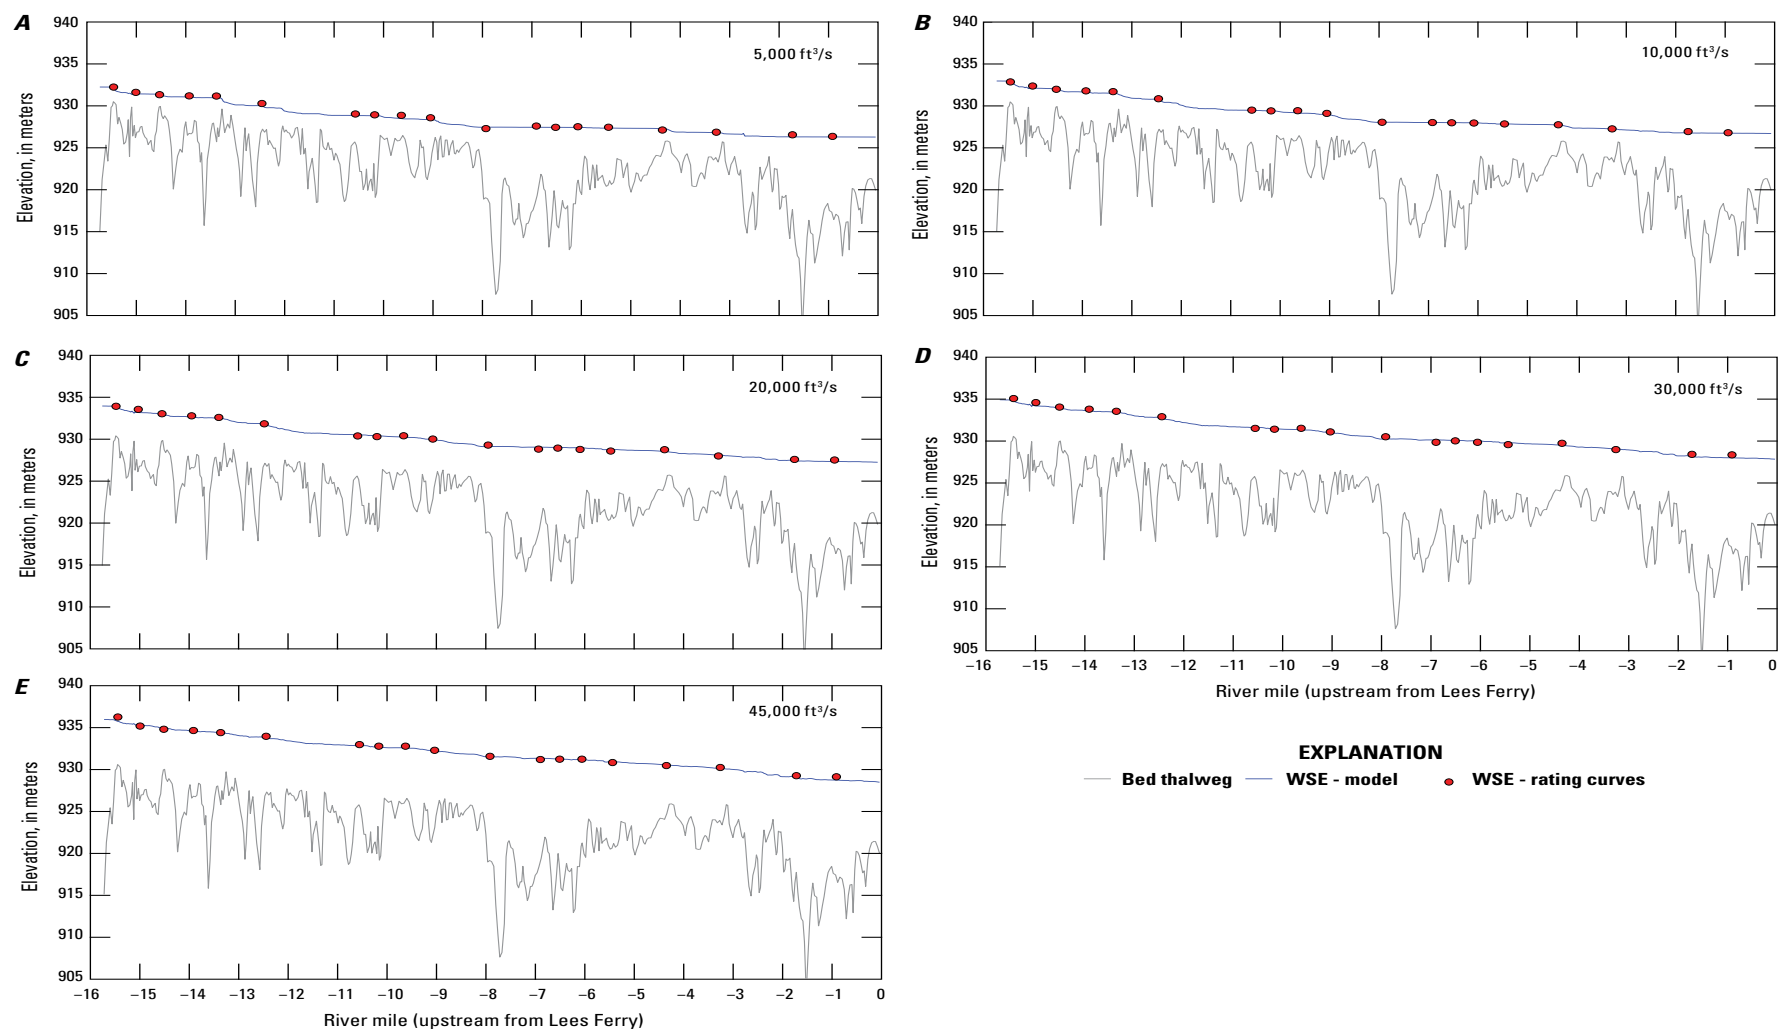 A
940
935
930
925
920
915
910
905
Elevation, in meters
5,000 ft³/s
B
940
935
930
925
920
915
910
905
Elevation, in meters
10,000 ft³/s
C
940
935
930
925
920
915
910
905
Elevation, in meters
20,000 ft³/s
D
940
935
930
925
920
915
910
905
Elevation, in meters
30,000 ft³/s
−16 −15 −14 −13 −12 −11 −10 −9 −8 −7 −6 −5 −4 −3 −2 −1 0
River mile (upstream from Lees Ferry)
E
940
935
930
925
920
915
910
905
Elevation, in meters
45,000 ft³/s
−16 −15 −14 −13 −12 −11 −10 −9 −8 −7 −6 −5 −4 −3 −2 −1 0
River mile (upstream from Lees Ferry)
EXPLANATION
Bed thalweg WSE - model WSE - rating curves